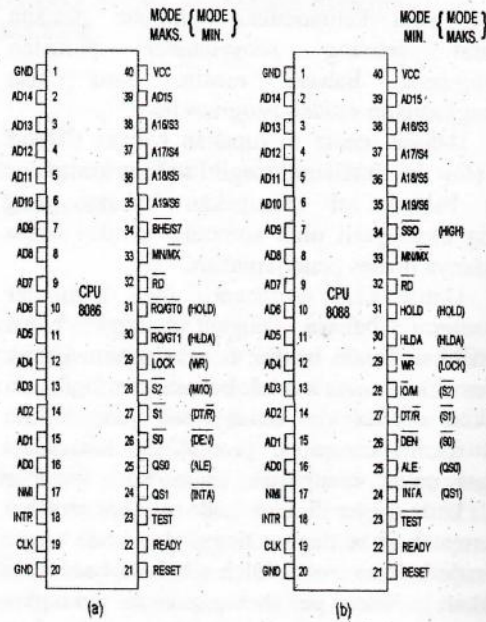 MODE MAKS. { MODE MIN.
GND 1 40 VCC
AD14 2 39 AD15
AD13 3 38 A16/S3
AD12 4 37 A17/S4
AD11 5 36 A18/S5
AD10 6 35 A19/S6
AD9 7 34 BHE/S7
AD8 8 33 MN/MX
AD7 9 32 RD
AD6 10 31 RQ/GT0 (HOLD)
AD5 11 30 RQ/GT1 (HLDA)
AD4 12 29 LOCK (WR)
AD3 13 28 S2 (M/IO)
AD2 14 27 S1 (DT/R)
AD1 15 26 S0 (DEN)
AD0 16 25 QS0 (ALE)
NMI 17 24 QS1 (INTA)
INTR 18 23 TEST
CLK 19 22 READY
GND 20 21 RESET
CPU
8086
(a)
MODE MIN. { MODE MAKS.
GND 1 40 VCC
AD14 2 39 AD15
AD13 3 38 A16/S3
AD12 4 37 A17/S4
AD11 5 36 A18/S5
AD10 6 35 A19/S6
AD9 7 34 SSO (HIGH)
AD8 8 33 MN/MX
AD7 9 32 RD
AD6 10 31 HOLD (HOLD)
AD5 11 30 HLDA (HLDA)
AD4 12 29 WR (LOCK)
AD3 13 28 IO/M (S2)
AD2 14 27 DT/R (S1)
AD1 15 26 DEN (S0)
AD0 16 25 ALE (QS0)
NMI 17 24 INTA (QS1)
INTR 18 23 TEST
CLK 19 22 READY
GND 20 21 RESET
CPU
8088
(b)